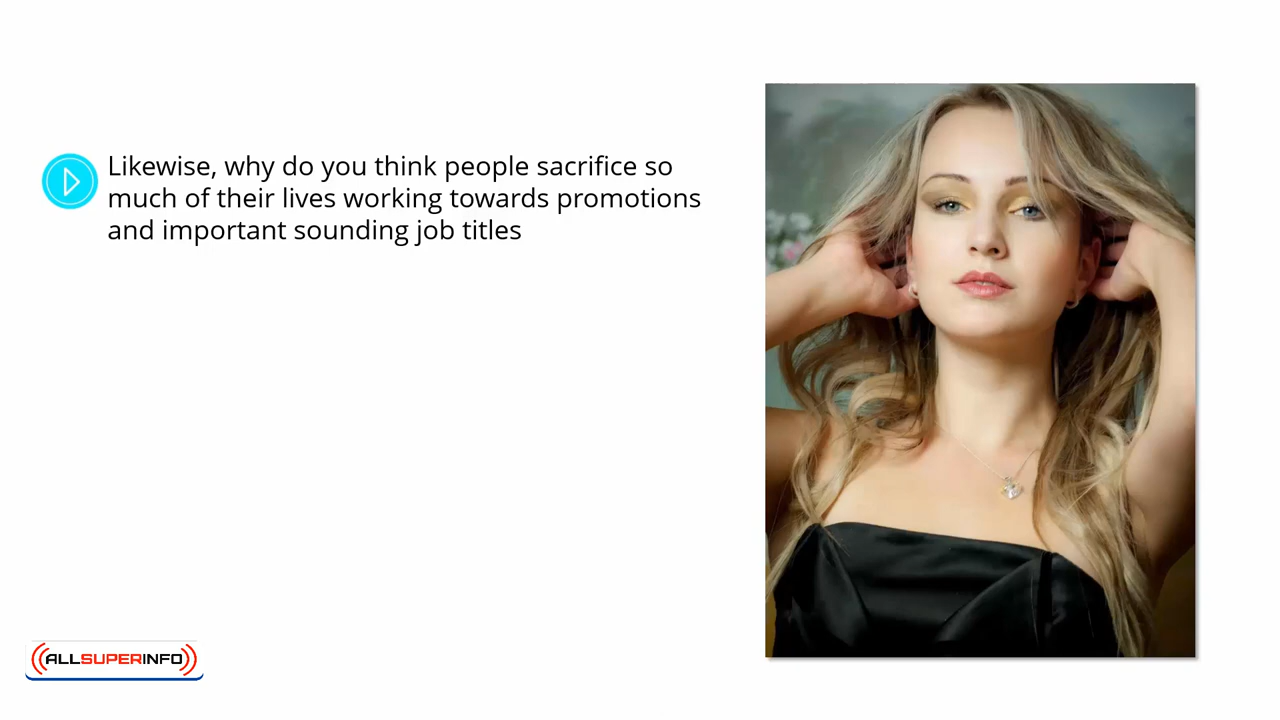 Likewise, why do you think people sacrifice so
much of their lives working towards promotions
and important sounding job titles
ALLSUPERINFO